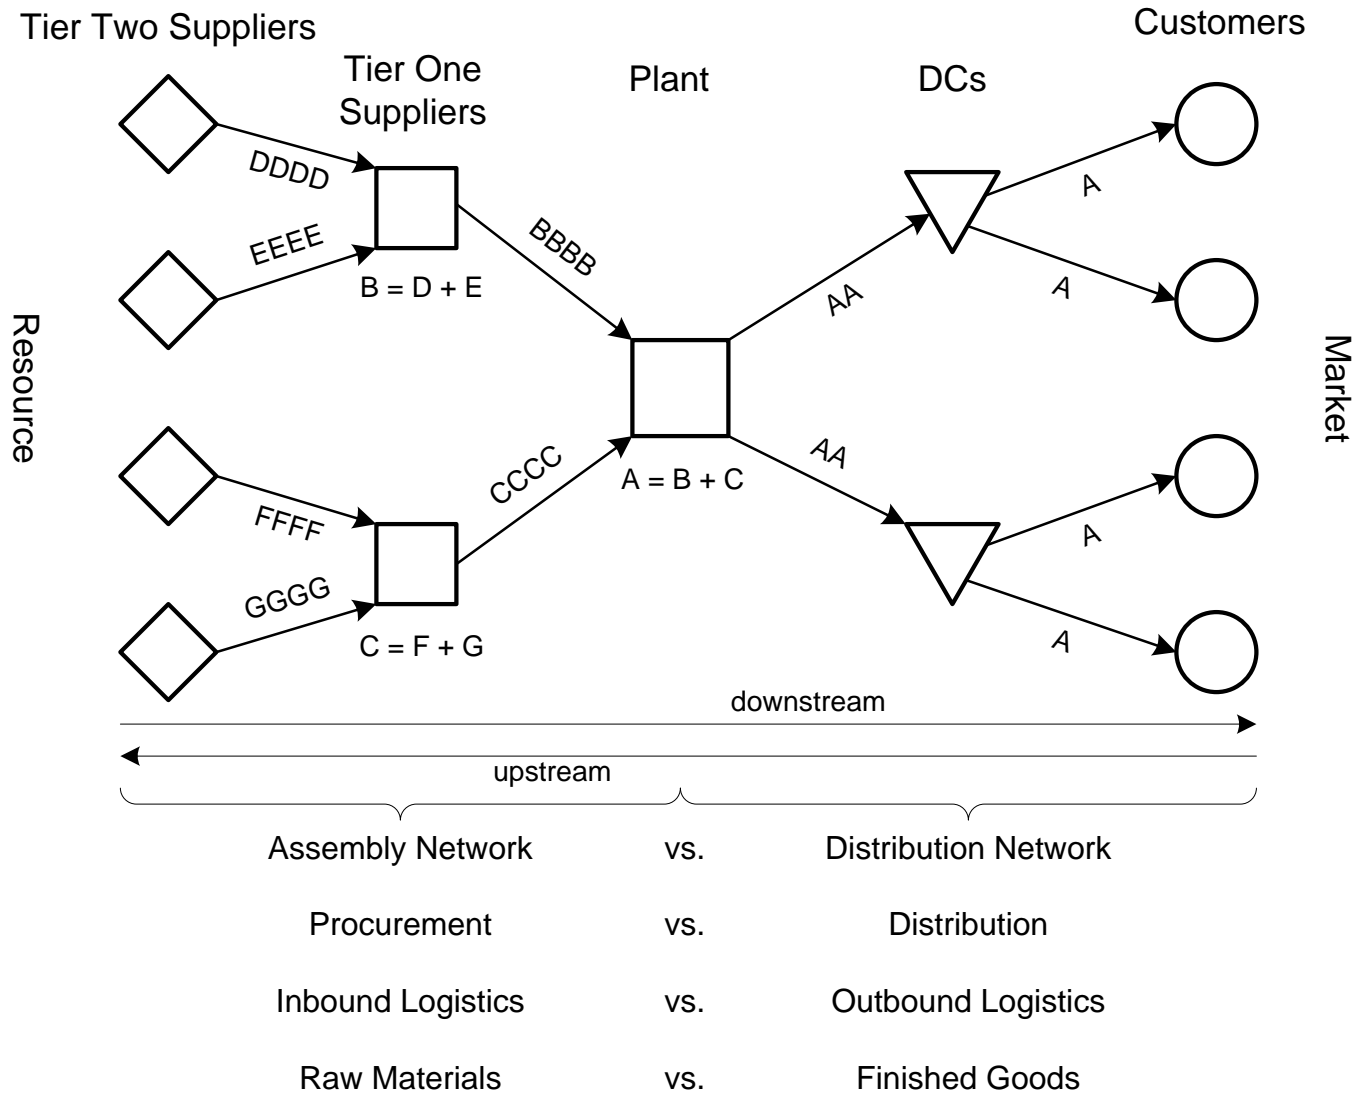 Tier Two Suppliers
Customers
Tier One
Suppliers
Plant
DCs
DDDD
EEEE
B = D + E
BBBB
A
A
AA
Resource
Market
A = B + C
AA
CCCC
FFFF
GGGG
C = F + G
A
A
downstream
upstream
Assembly Network vs. Distribution Network
Procurement vs. Distribution
Inbound Logistics vs. Outbound Logistics
Raw Materials vs. Finished Goods